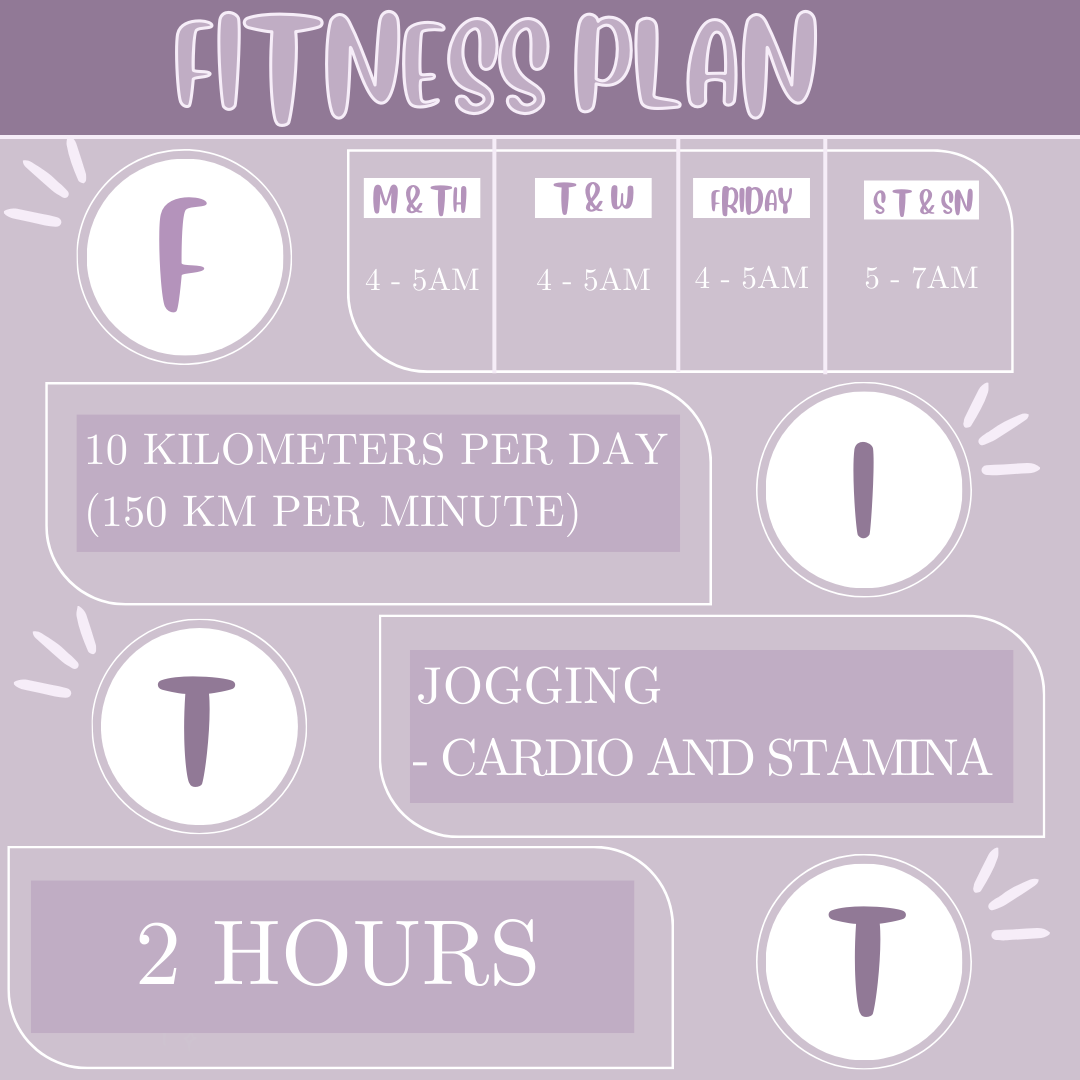 FITNESS PLAN
F
M & TH
T & W
FRIDAY
S T & SN
4 - 5AM
4 - 5AM
4 - 5AM
5 - 7AM
10 KILOMETERS PER DAY
(150 KM PER MINUTE)
I
T
JOGGING
- CARDIO AND STAMINA
2 HOURS
T